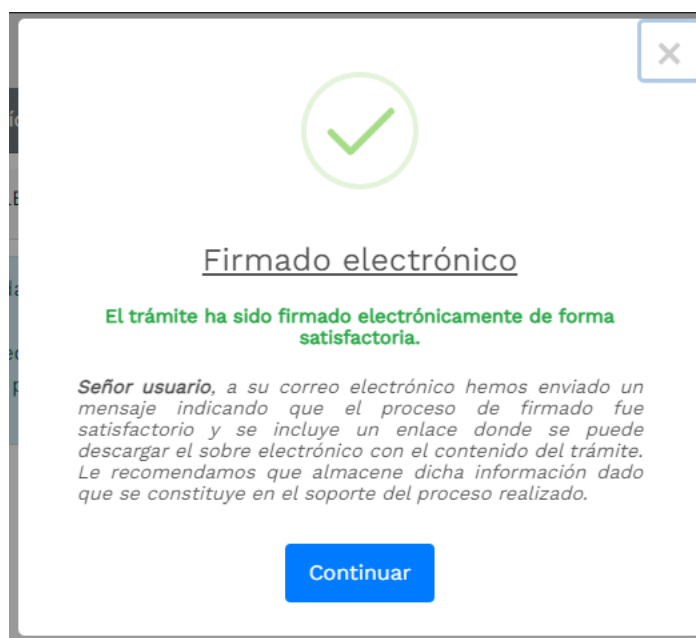 ×
Firmado electrónico
El trámite ha sido firmado electrónicamente de forma
satisfactoria.
Señor usuario, a su correo electrónico hemos enviado un
mensaje indicando que el proceso de firmado fue
satisfactorio y se incluye un enlace donde se puede
descargar el sobre electrónico con el contenido del trámite.
Le recomendamos que almacene dicha información dado
que se constituye en el soporte del proceso realizado.
Continuar